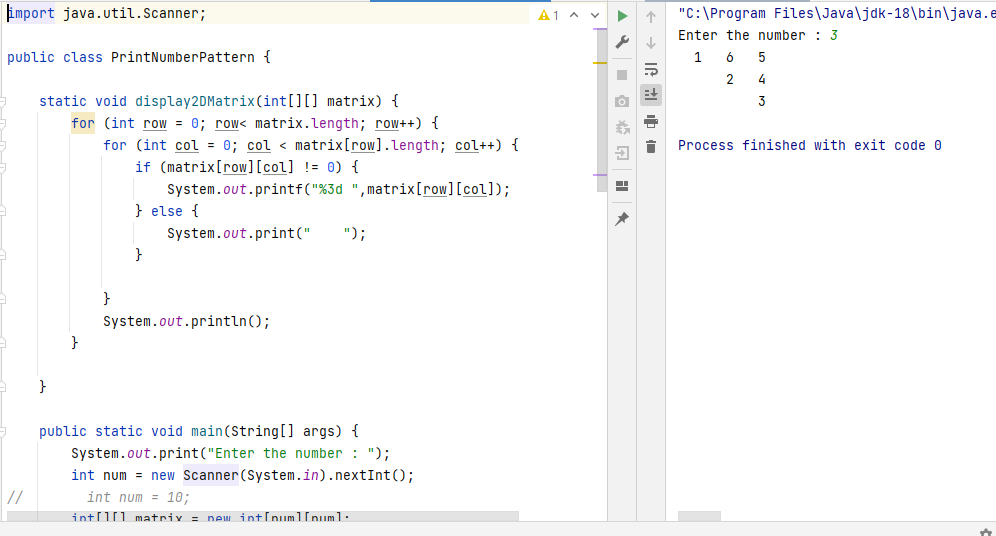 import java.util.Scanner;
1
public class PrintNumberPattern {
static void display2DMatrix(int[][] matrix) {
for (int row = 0; row< matrix.length; row++) {
for (int col = 0; col < matrix[row].length; col++) {
if (matrix[row][col] != 0) {
System.out.printf("%3d ",matrix[row][col]);
} else {
System.out.print("    ");
}
}
System.out.println();
}
}
public static void main(String[] args) {
System.out.print("Enter the number : ");
int num = new Scanner(System.in).nextInt();
//        int num = 10;
int[][] matrix = new int[num][num];
"C:\Program Files\Java\jdk-18\bin\java.e
Enter the number : 3
1   6   5
2   4
3
Process finished with exit code 0